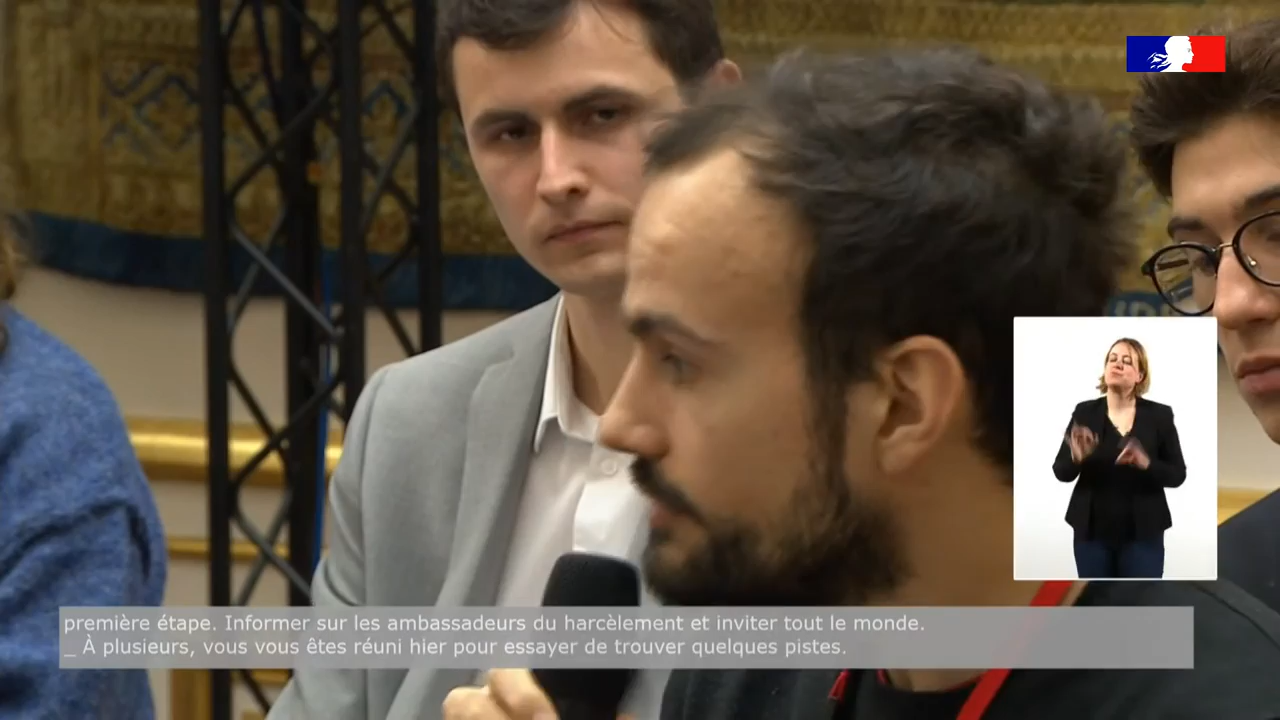 première étape. Informer sur les ambassadeurs du harcèlement et inviter tout le monde.
_ À plusieurs, vous vous êtes réuni hier pour essayer de trouver quelques pistes.